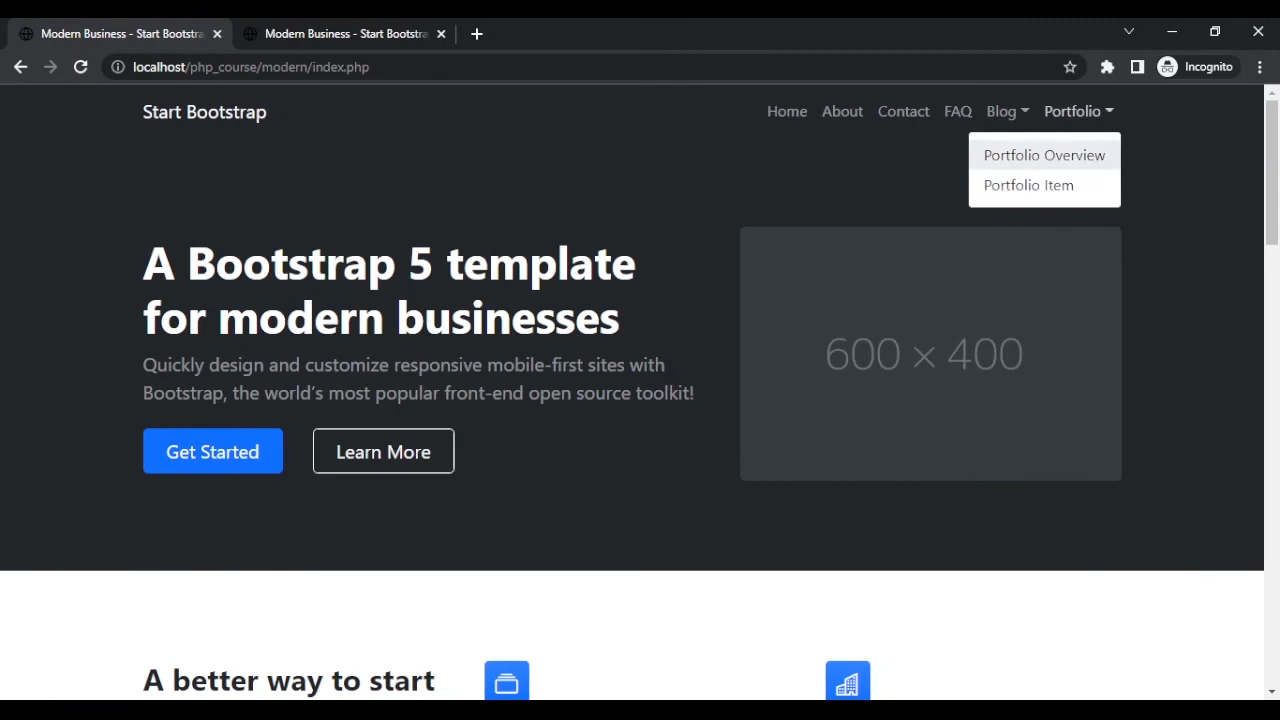 Modern Business - Start Bootstra
Modern Business - Start Bootstra
localhost/php_course/modern/index.php
Incognito
Start Bootstrap
Home About Contact FAQ Blog Portfolio
Portfolio Overview
Portfolio Item
A Bootstrap 5 template
for modern businesses
Quickly design and customize responsive mobile-first sites with
Bootstrap, the world's most popular front-end open source toolkit!
Get Started
Learn More
600 × 400
A better way to start